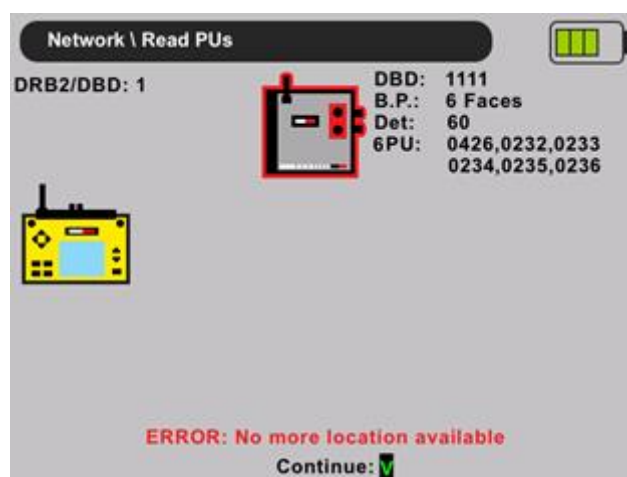 Network \ Read PUs
DRB2/DBD: 1
DBD: 1111
B.P.: 6 Faces
Det: 60
6PU: 0426,0232,0233
0234,0235,0236
ERROR: No more location available
Continue: V